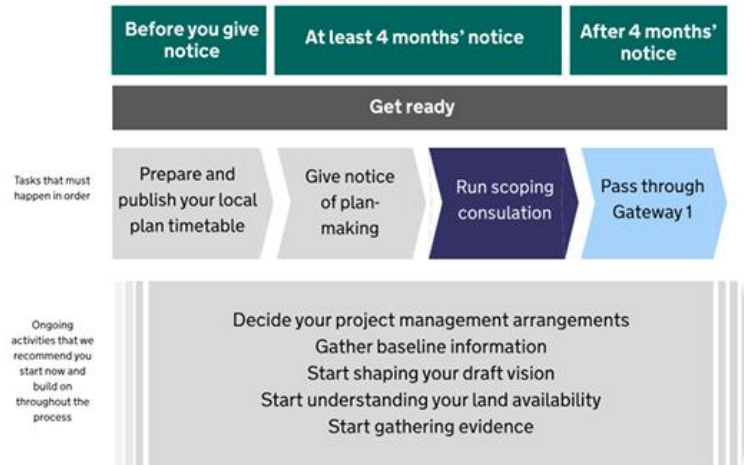 Before you give
notice
At least 4 months' notice
After 4 months'
notice
Get ready
Tasks that must
happen in order
Prepare and
publish your local
plan timetable
Give notice
of plan-
making
Run scoping
consulation
Pass through
Gateway 1
Ongoing
activities that we
recommend you
start now and
build on
throughout the
process
Decide your project management arrangements
Gather baseline information
Start shaping your draft vision
Start understanding your land availability
Start gathering evidence